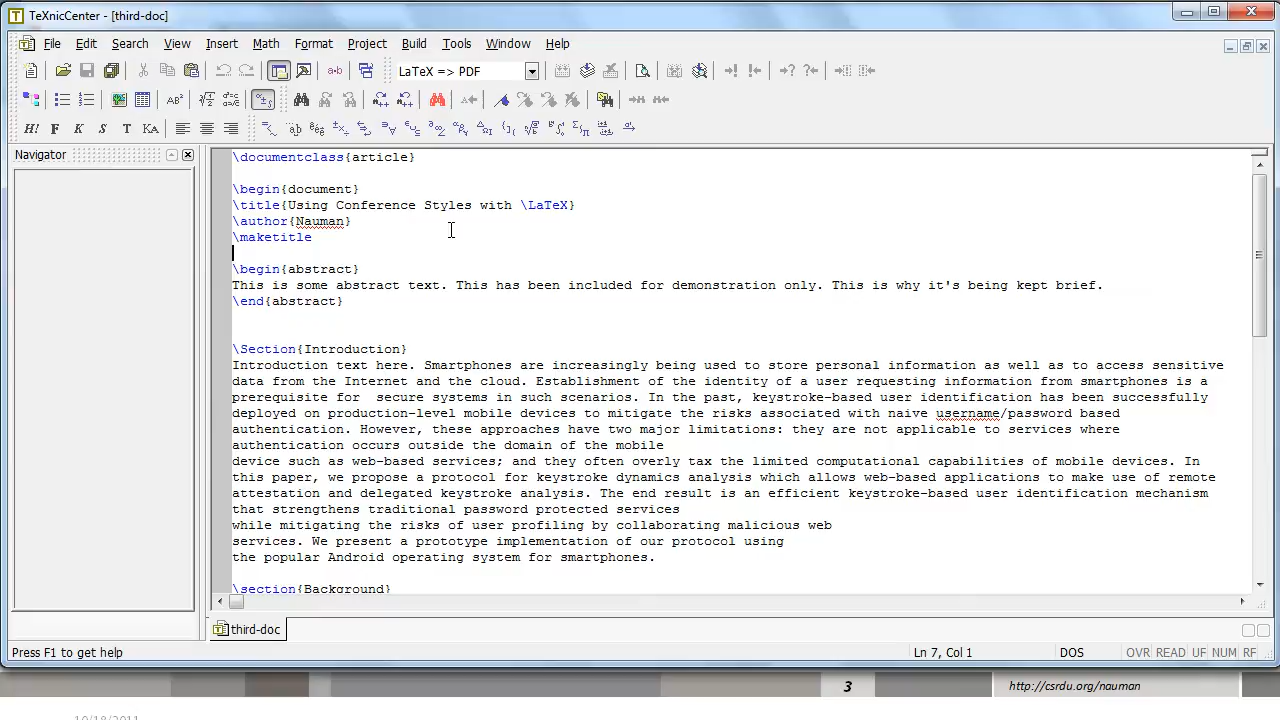 TeXnicCenter - [third-doc]
File Edit Search View Insert Math Format Project Build Tools Window Help
LaTeX => PDF
Navigator
\documentclass{article}
\begin{document}
\title{Using Conference Styles with \LaTeX}
\author{Nauman}
\maketitle
\begin{abstract}
This is some abstract text. This has been included for demonstration only. This is why it's being kept brief.
\end{abstract}
\Section{Introduction}
Introduction text here. Smartphones are increasingly being used to store personal information as well as to access sensitive
data from the Internet and the cloud. Establishment of the identity of a user requesting information from smartphones is a
prerequisite for  secure systems in such scenarios. In the past, keystroke-based user identification has been successfully
deployed on production-level mobile devices to mitigate the risks associated with naive username/password based
authentication. However, these approaches have two major limitations: they are not applicable to services where
authentication occurs outside the domain of the mobile
device such as web-based services; and they often overly tax the limited computational capabilities of mobile devices. In
this paper, we propose a protocol for keystroke dynamics analysis which allows web-based applications to make use of remote
attestation and delegated keystroke analysis. The end result is an efficient keystroke-based user identification mechanism
that strengthens traditional password protected services
while mitigating the risks of user profiling by collaborating malicious web
services. We present a prototype implementation of our protocol using
the popular Android operating system for smartphones.
\section{Background}
third-doc
Press F1 to get help Ln 7, Col 1 DOS OVR READ UF NUM RF
3 http://csrdu.org/nauman
10/18/2011